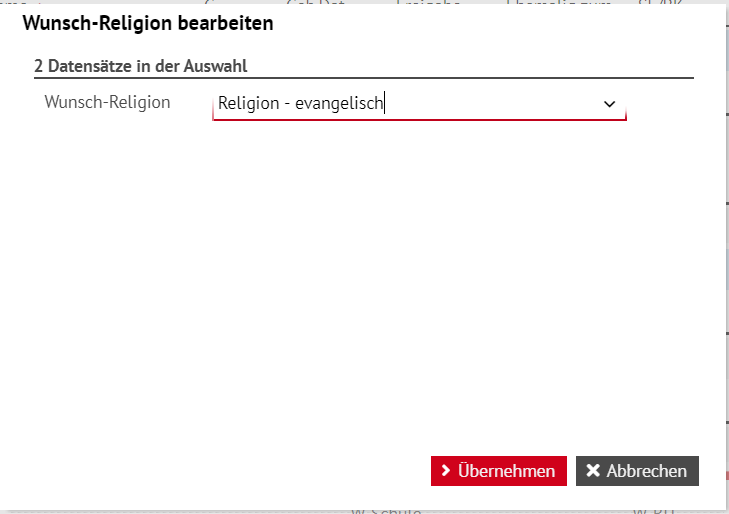 Wunsch-Religion bearbeiten
2 Datensätze in der Auswahl
Wunsch-Religion Religion - evangelisch
Übernehmen Abbrechen